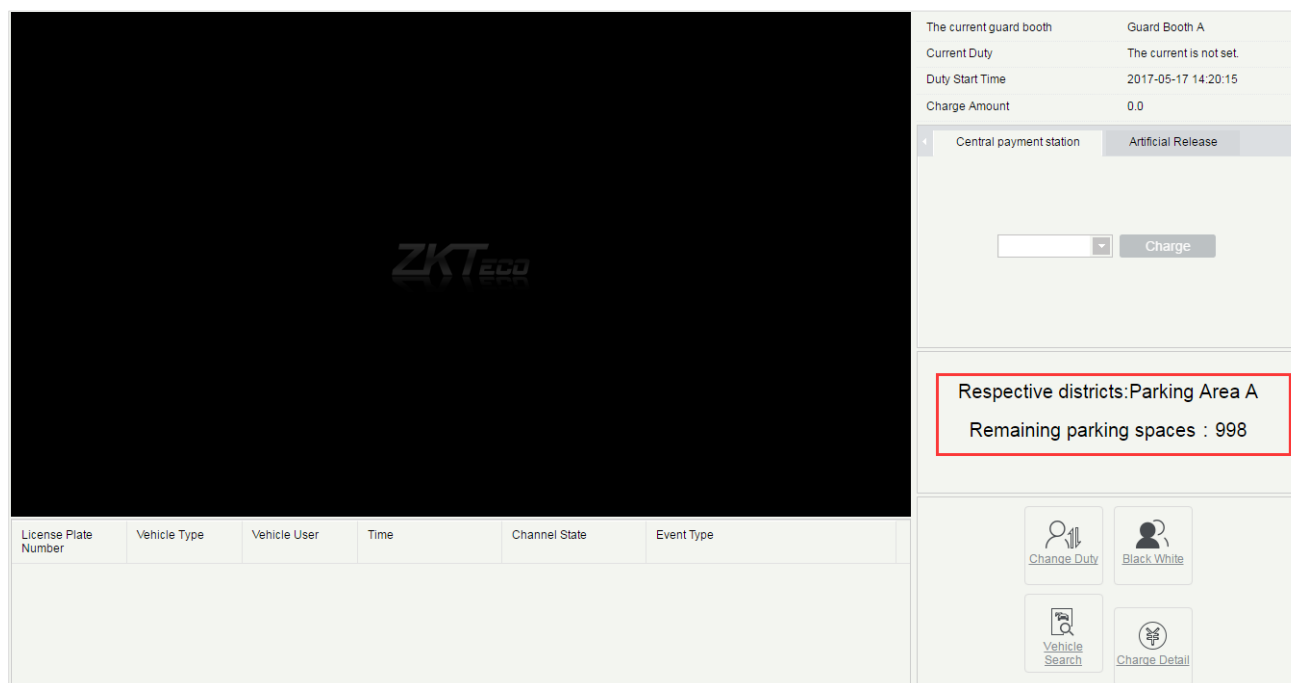 The current guard booth Guard Booth A
Current Duty The current is not set.
Duty Start Time 2017-05-17 14:20:15
Charge Amount 0.0
Central payment station Artificial Release
ZKTECO
Charge
Respective districts:Parking Area A
Remaining parking spaces : 998
License Plate Number Vehicle Type Vehicle User Time Channel State Event Type
Change Duty Black White
Vehicle Search Charge Detail